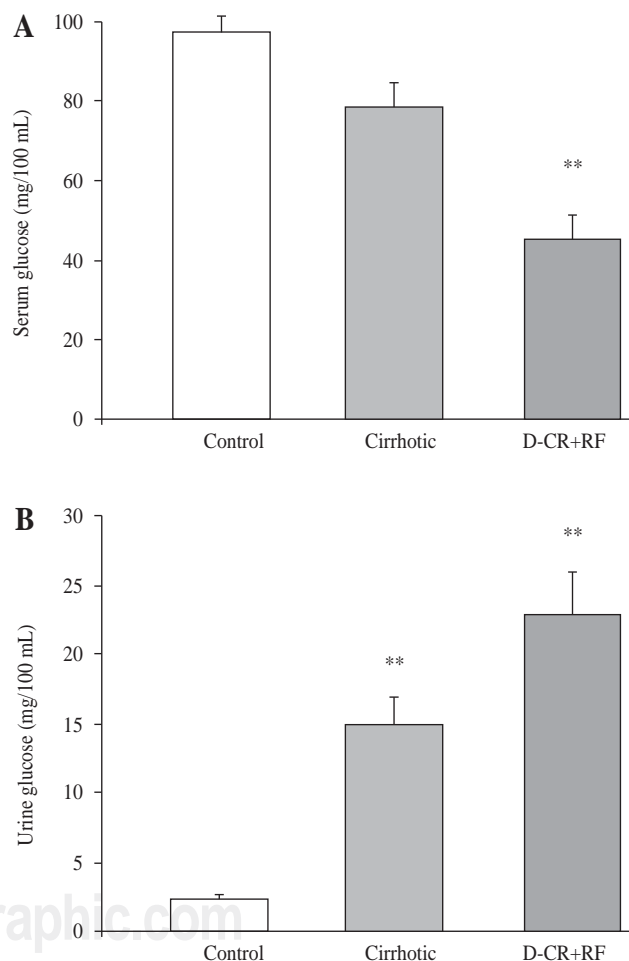 A
100
80
60
40
20
0
Serum glucose (mg/100 mL)
**
Control Cirrhotic D-CR+RF
B
30
25
20
15
10
5
0
Urine glucose (mg/100 mL)
**
**
Control Cirrhotic D-CR+RF
raphic.com